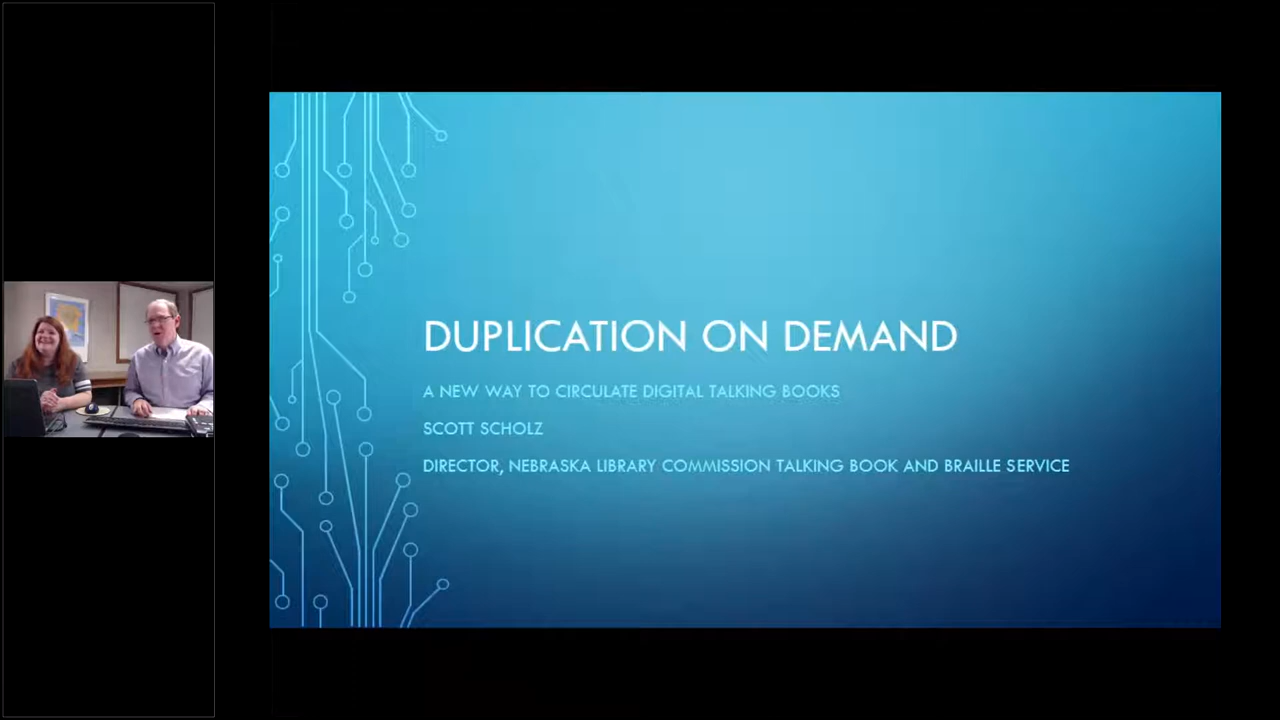 DUPLICATION ON DEMAND
A NEW WAY TO CIRCULATE DIGITAL TALKING BOOKS
SCOTT SCHOLZ
DIRECTOR, NEBRASKA LIBRARY COMMISSION TALKING BOOK AND BRAILLE SERVICE